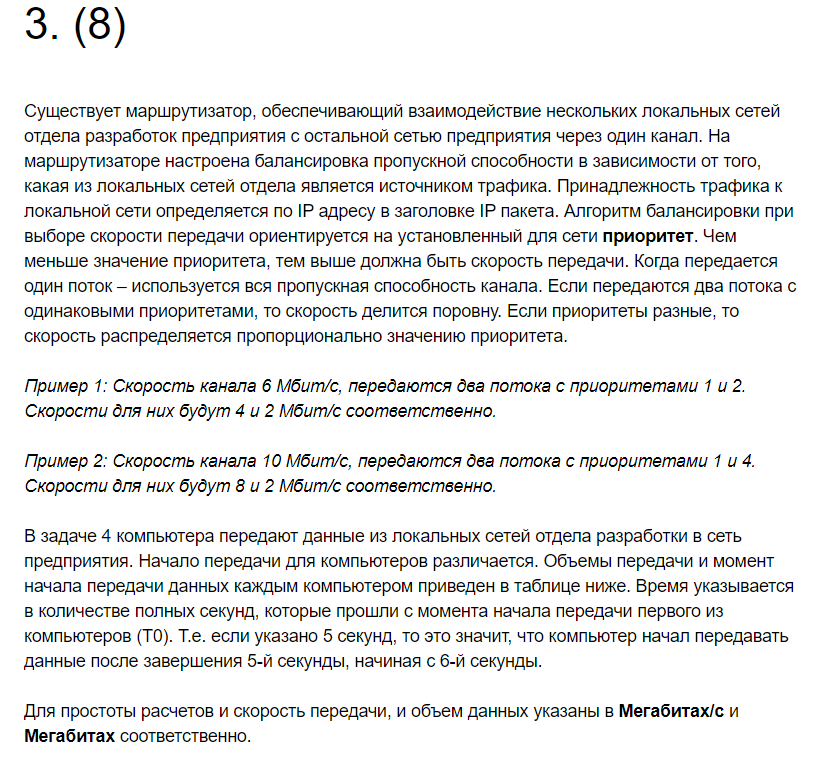 3. (8)
Существует маршрутизатор, обеспечивающий взаимодействие нескольких локальных сетей
отдела разработок предприятия с остальной сетью предприятия через один канал. На
маршрутизаторе настроена балансировка пропускной способности в зависимости от того,
какая из локальных сетей отдела является источником трафика. Принадлежность трафика к
локальной сети определяется по IP адресу в заголовке IP пакета. Алгоритм балансировки при
выборе скорости передачи ориентируется на установленный для сети приоритет. Чем
меньше значение приоритета, тем выше должна быть скорость передачи. Когда передается
один поток – используется вся пропускная способность канала. Если передаются два потока с
одинаковыми приоритетами, то скорость делится поровну. Если приоритеты разные, то
скорость распределяется пропорционально значению приоритета.
Пример 1: Скорость канала 6 Мбит/с, передаются два потока с приоритетами 1 и 2.
Скорости для них будут 4 и 2 Мбит/с соответственно.
Пример 2: Скорость канала 10 Мбит/с, передаются два потока с приоритетами 1 и 4.
Скорости для них будут 8 и 2 Мбит/с соответственно.
В задаче 4 компьютера передают данные из локальных сетей отдела разработки в сеть
предприятия. Начало передачи для компьютеров различается. Объемы передачи и момент
начала передачи данных каждым компьютером приведен в таблице ниже. Время указывается
в количестве полных секунд, которые прошли с момента начала передачи первого из
компьютеров (Т0). Т.е. если указано 5 секунд, то это значит, что компьютер начал передавать
данные после завершения 5-й секунды, начиная с 6-й секунды.
Для простоты расчетов и скорость передачи, и объем данных указаны в Мегабитах/с и
Мегабитах соответственно.